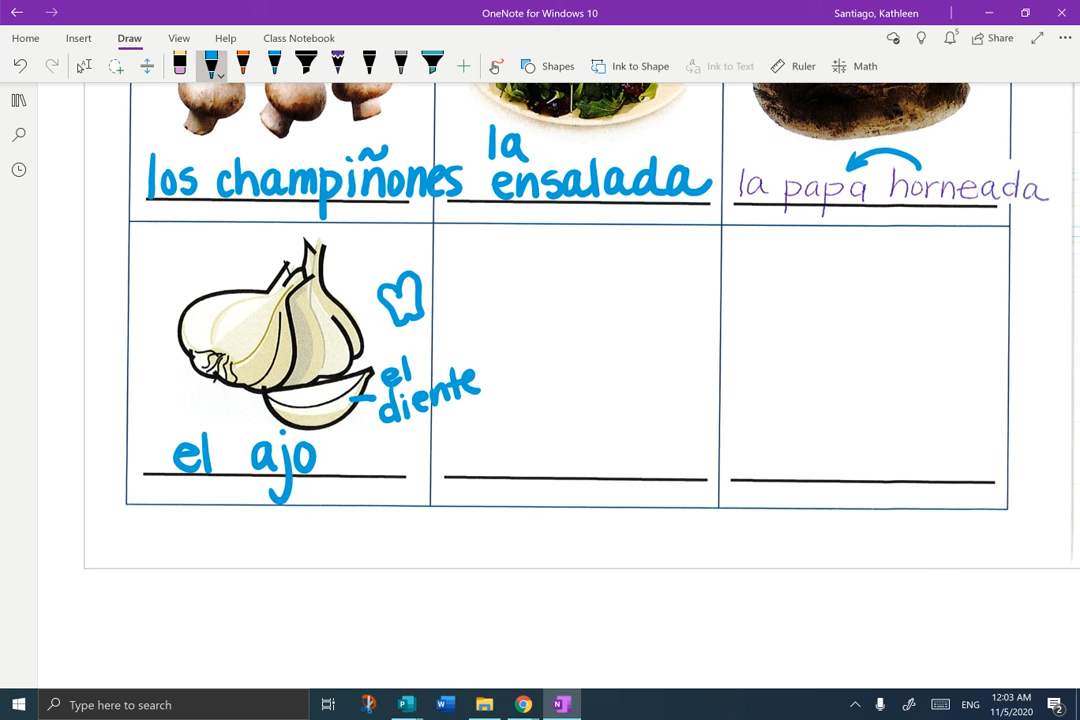 OneNote for Windows 10
Santiago, Kathleen
Home Insert Draw View Help Class Notebook
5
Share
Shapes
Ink to Shape
Ink to Text
Ruler
Math
los champiñones
la
ensalada
la papa horneada
el
diente
el ajo
Type here to search
ENG
12:03 AM
11/5/2020
2